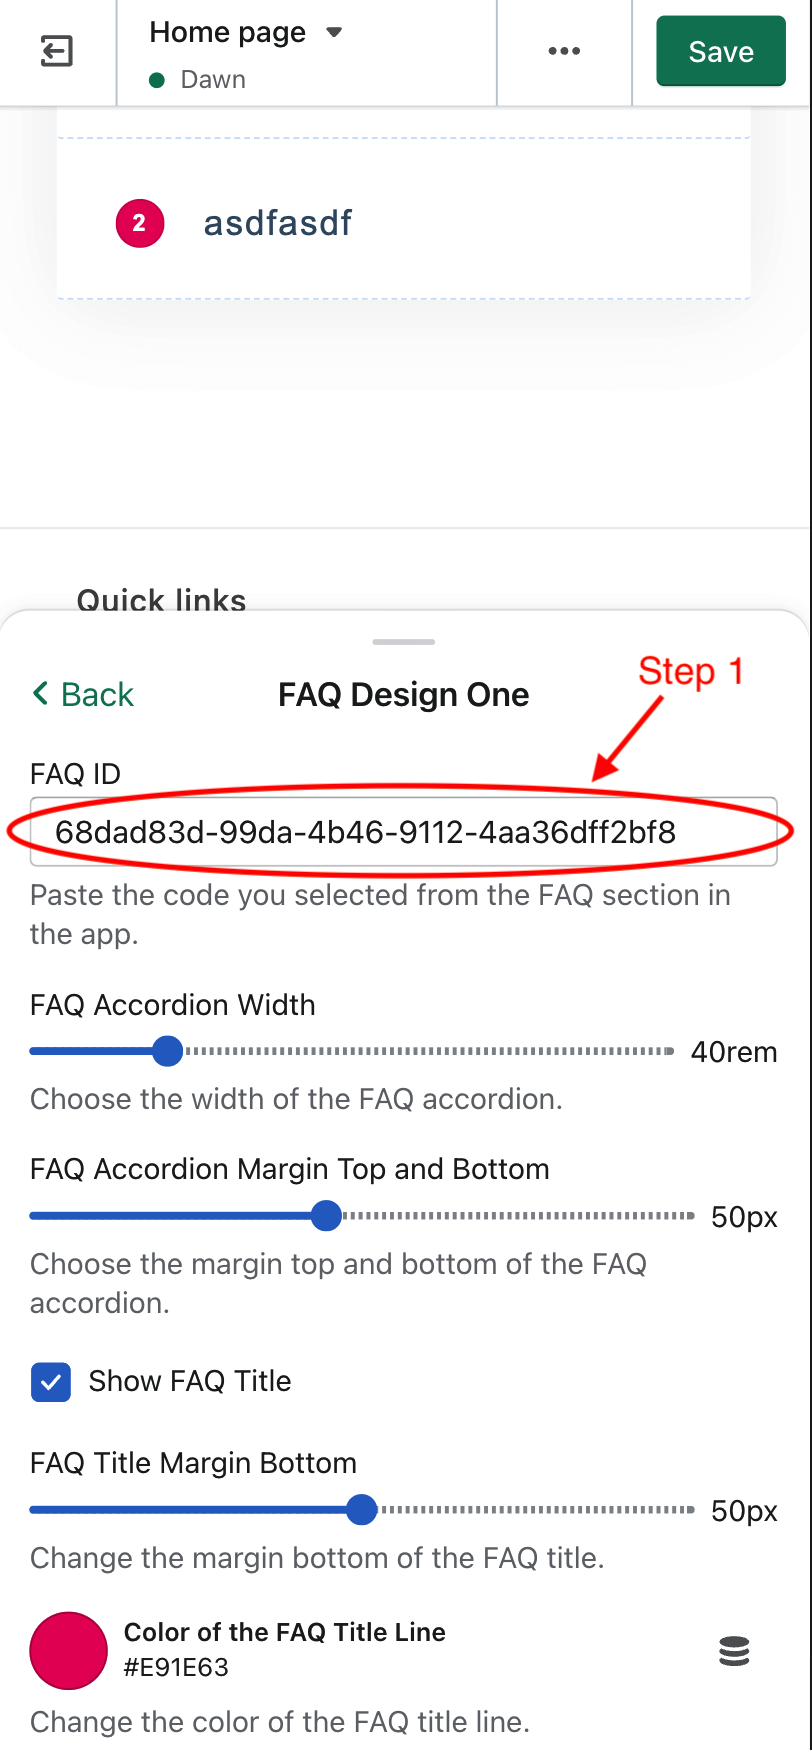 Home page
Dawn
Save
2 asdfasdf
Quick links
Step 1
Back
FAQ Design One
FAQ ID
68dad83d-99da-4b46-9112-4aa36dff2bf8
Paste the code you selected from the FAQ section in
the app.
FAQ Accordion Width
40rem
Choose the width of the FAQ accordion.
FAQ Accordion Margin Top and Bottom
50px
Choose the margin top and bottom of the FAQ
accordion.
Show FAQ Title
FAQ Title Margin Bottom
50px
Change the margin bottom of the FAQ title.
Color of the FAQ Title Line
#E91E63
Change the color of the FAQ title line.